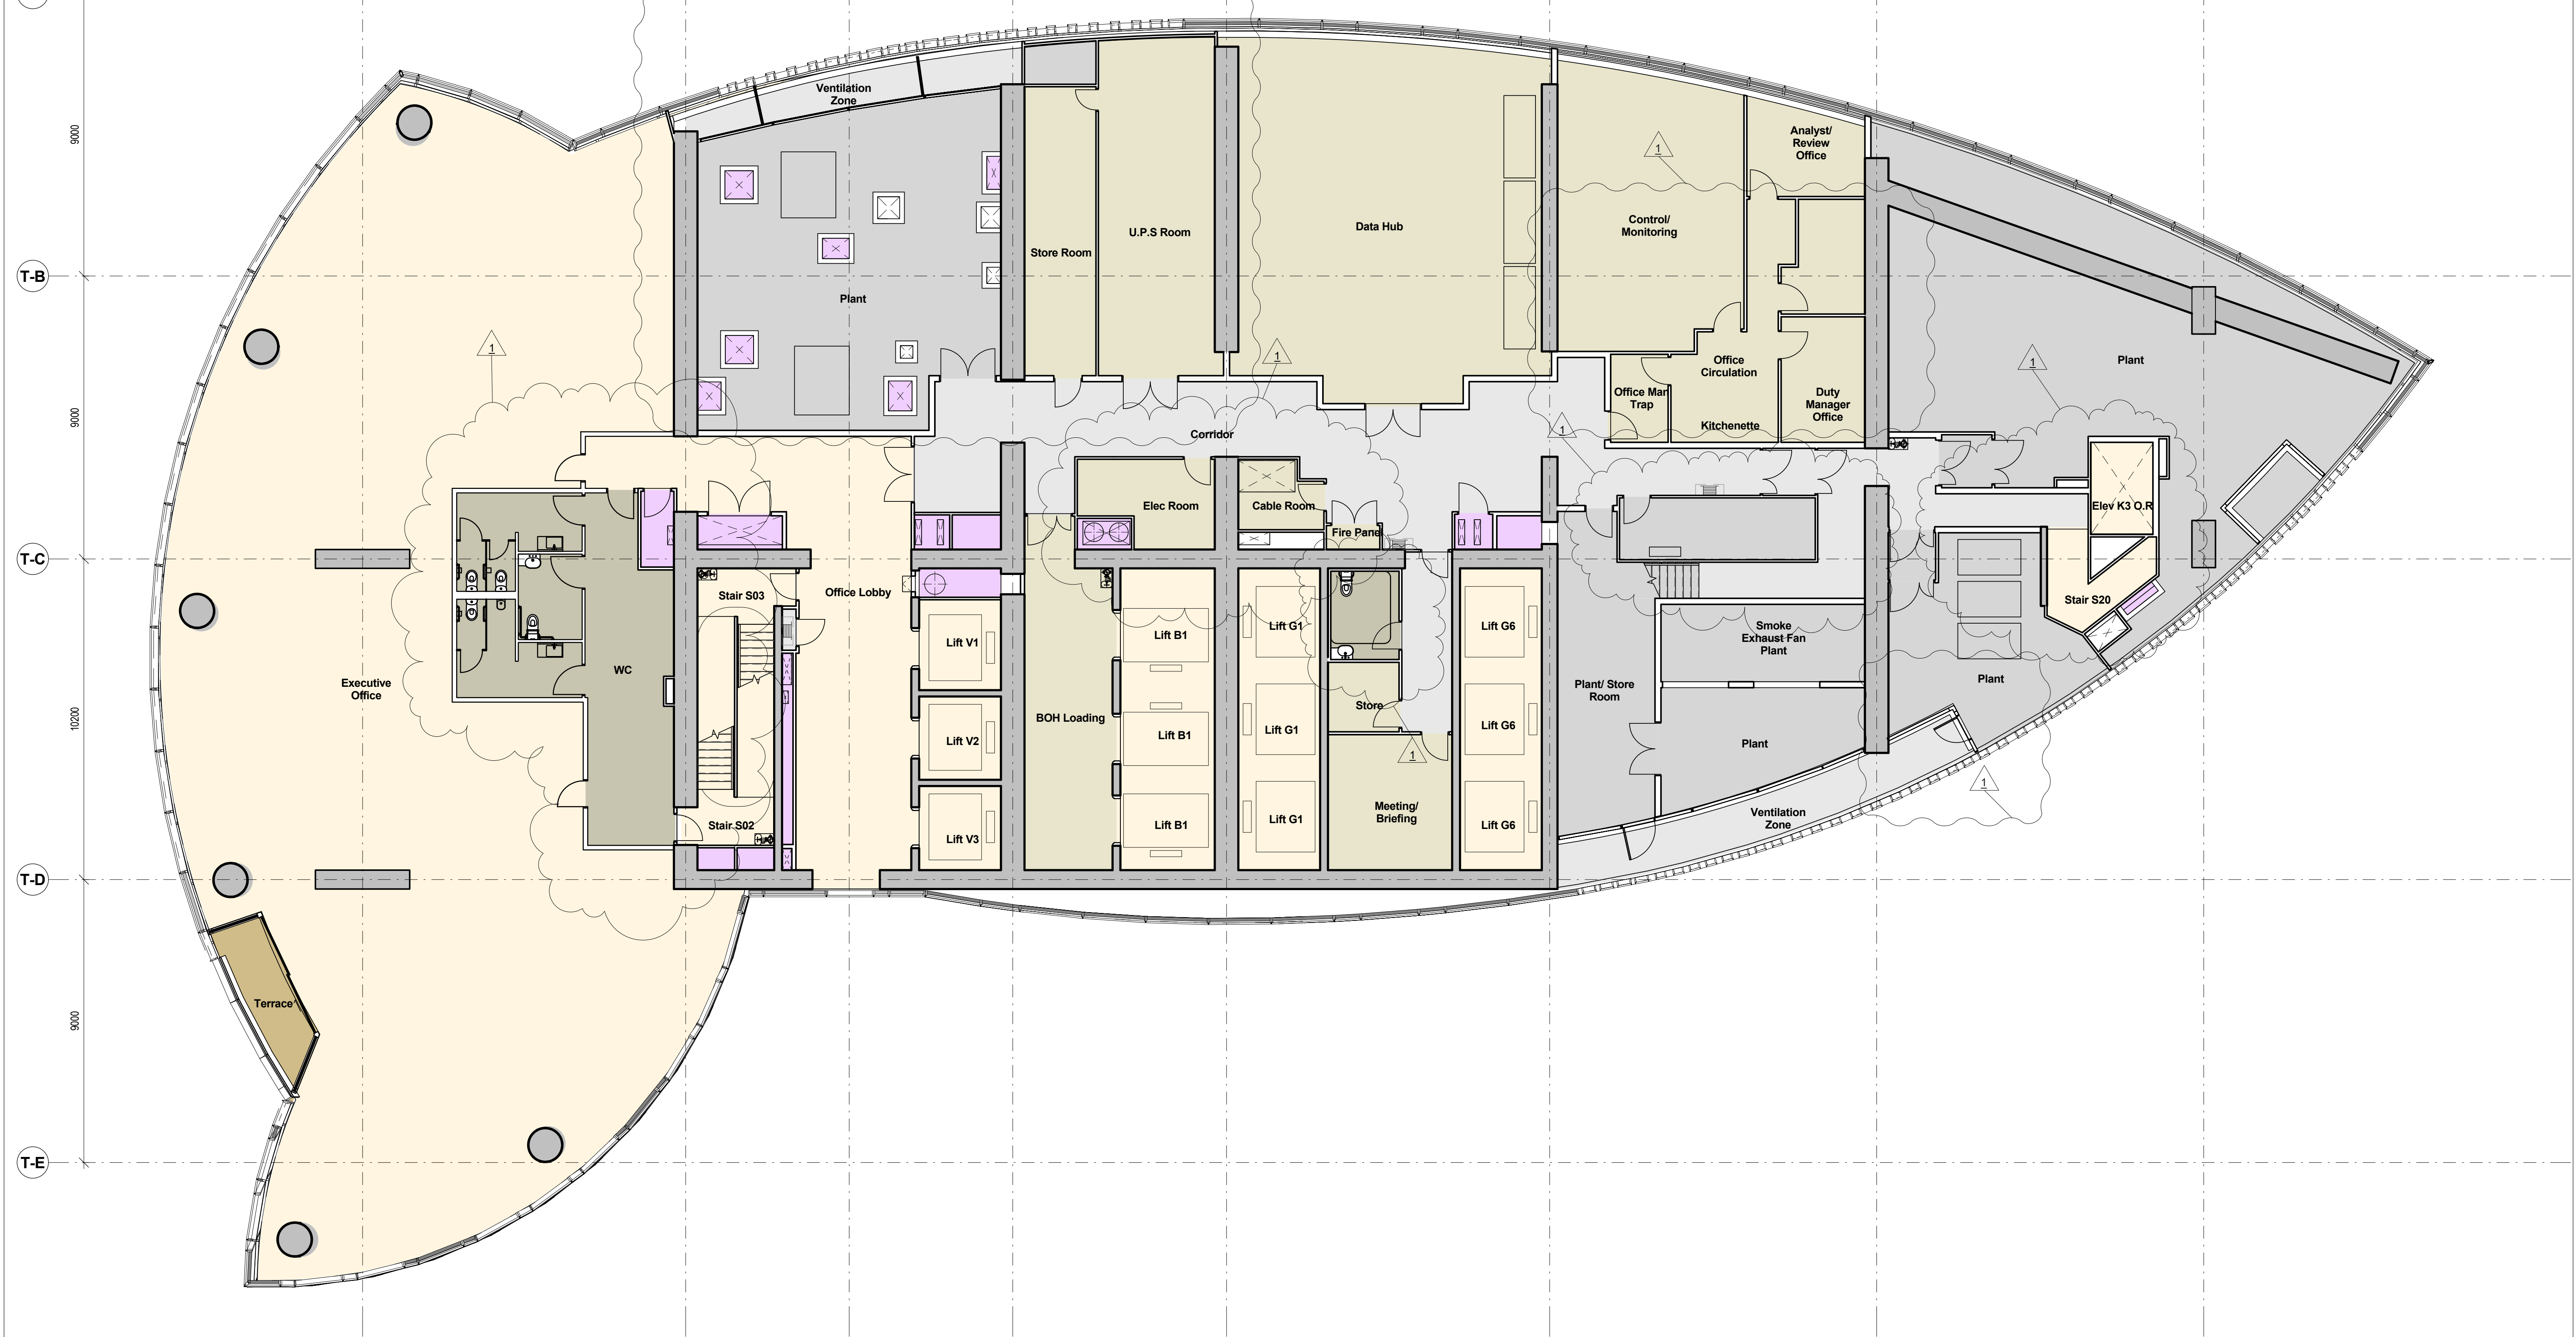 Ventilation
Zone
Analyst/
Review
Office
9000
1
Control/
Monitoring
Data Hub
U.P.S Room
Store Room
T-B
Plant
1
1
Office
Circulation
1
Plant
Office Man
Trap
Duty
Manager
Office
9000
Kitchenette
Corridor
1
Elec Room
Cable Room
Elev K3 O.R
Fire Panel
T-C
Stair S03
Office Lobby
Stair S20
Lift V1
Lift B1
Lift G1
Lift G6
Smoke
Exhaust Fan
Plant
WC
Executive
Office
Plant/ Store
Room
Plant
Store
10200
BOH Loading
Lift V2
Lift B1
Lift G1
Lift G6
Plant
1
1
Meeting/
Briefing
Ventilation
Zone
Stair S02
Lift V3
Lift B1
Lift G1
Lift G6
T-D
Terrace
9000
T-E